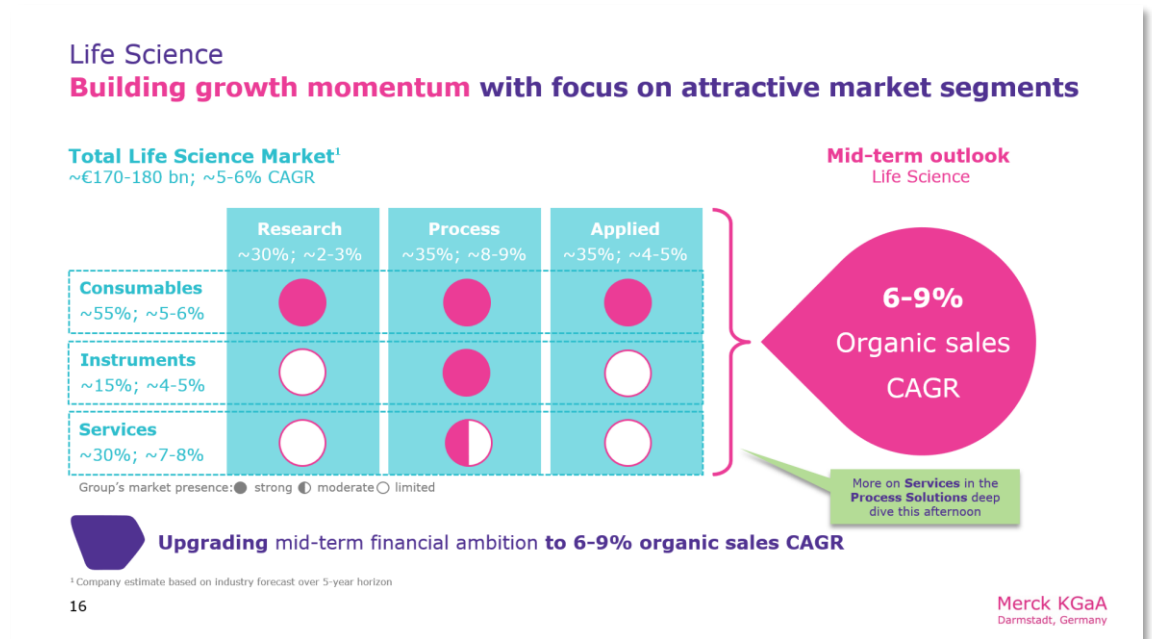 Life Science
Building growth momentum with focus on attractive market segments
Total Life Science Market¹
~€170-180 bn; ~5-6% CAGR
Mid-term outlook
Life Science
Research
~30%; ~2-3%
Process
~35%; ~8-9%
Applied
~35%; ~4-5%
Consumables
~55%; ~5-6%
Instruments
~15%; ~4-5%
Services
~30%; ~7-8%
6-9%
Organic sales
CAGR
More on Services in the
Process Solutions deep
dive this afternoon
Group's market presence: strong moderate limited
Upgrading mid-term financial ambition to 6-9% organic sales CAGR
¹ Company estimate based on industry forecast over 5-year horizon
16
Merck KGaA
Darmstadt, Germany